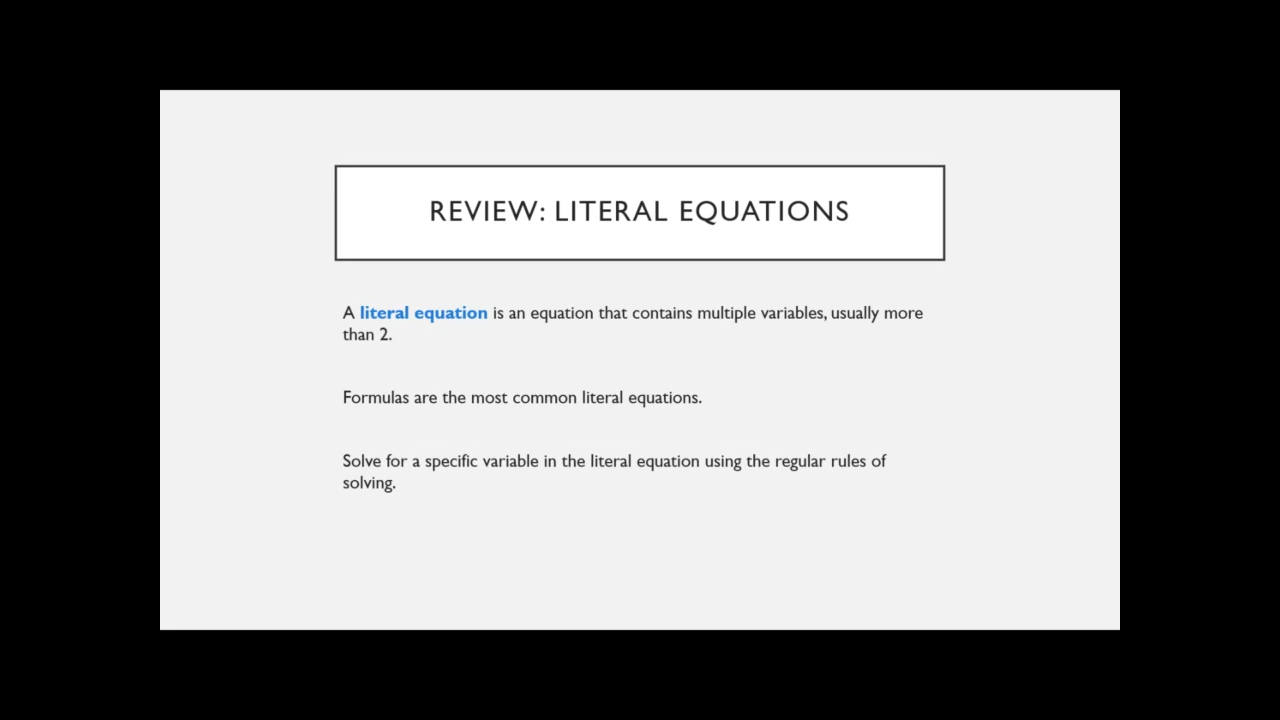 REVIEW: LITERAL EQUATIONS
A literal equation is an equation that contains multiple variables, usually more
than 2.
Formulas are the most common literal equations.
Solve for a specific variable in the literal equation using the regular rules of
solving.